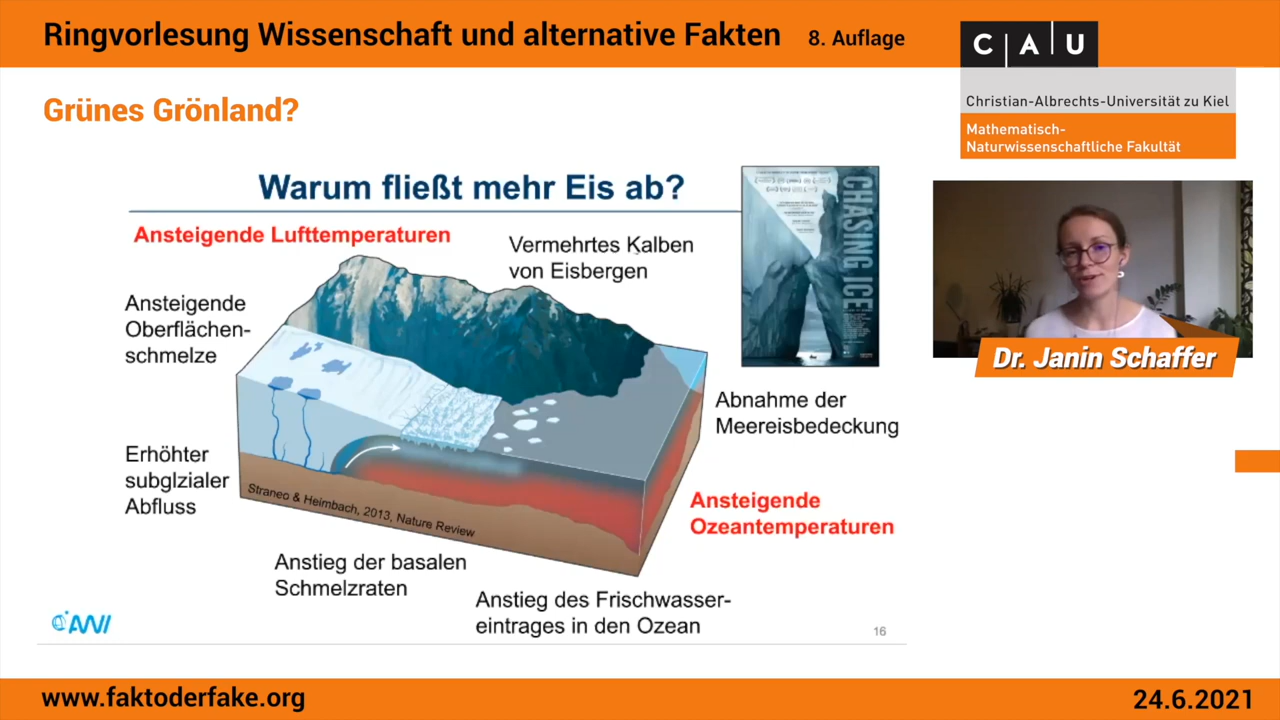 Ringvorlesung Wissenschaft und alternative Fakten 8. Auflage
C A U
Christian-Albrechts-Universität zu Kiel
Mathematisch-
Naturwissenschaftliche Fakultät
Grünes Grönland?
Warum fließt mehr Eis ab?
Ansteigende Lufttemperaturen
Vermehrtes Kalben
von Eisbergen
CHASING ICE
Ansteigende
Oberflächen-
schmelze
Dr. Janin Schaffer
Abnahme der
Meereisbedeckung
Erhöhter
subglzialer
Abfluss
Straneo & Heimbach, 2013, Nature Review
Ansteigende
Ozeantemperaturen
Anstieg der basalen
Schmelzraten
Anstieg des Frischwasser-
eintrages in den Ozean
AWI
16
www.faktoderfake.org
24.6.2021